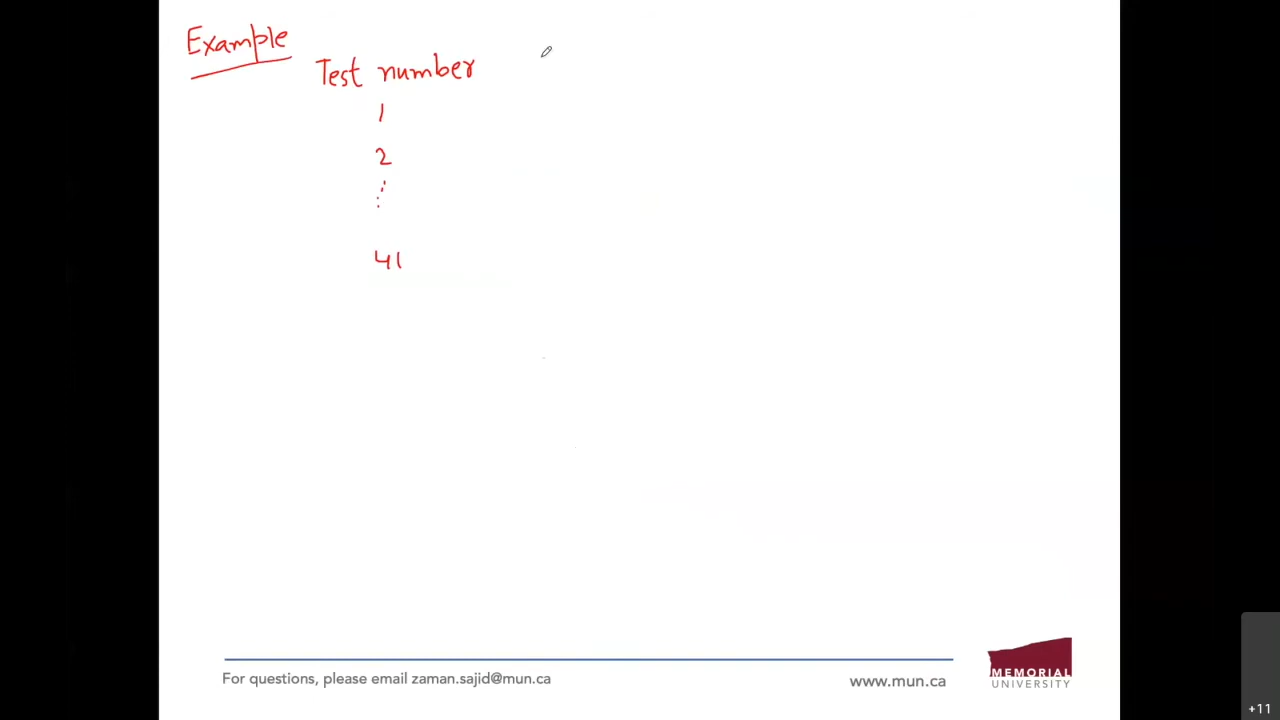 Example
Test number
1
2
⋮
41
For questions, please email zaman.sajid@mun.ca
www.mun.ca
MEMORIAL
UNIVERSITY
+11